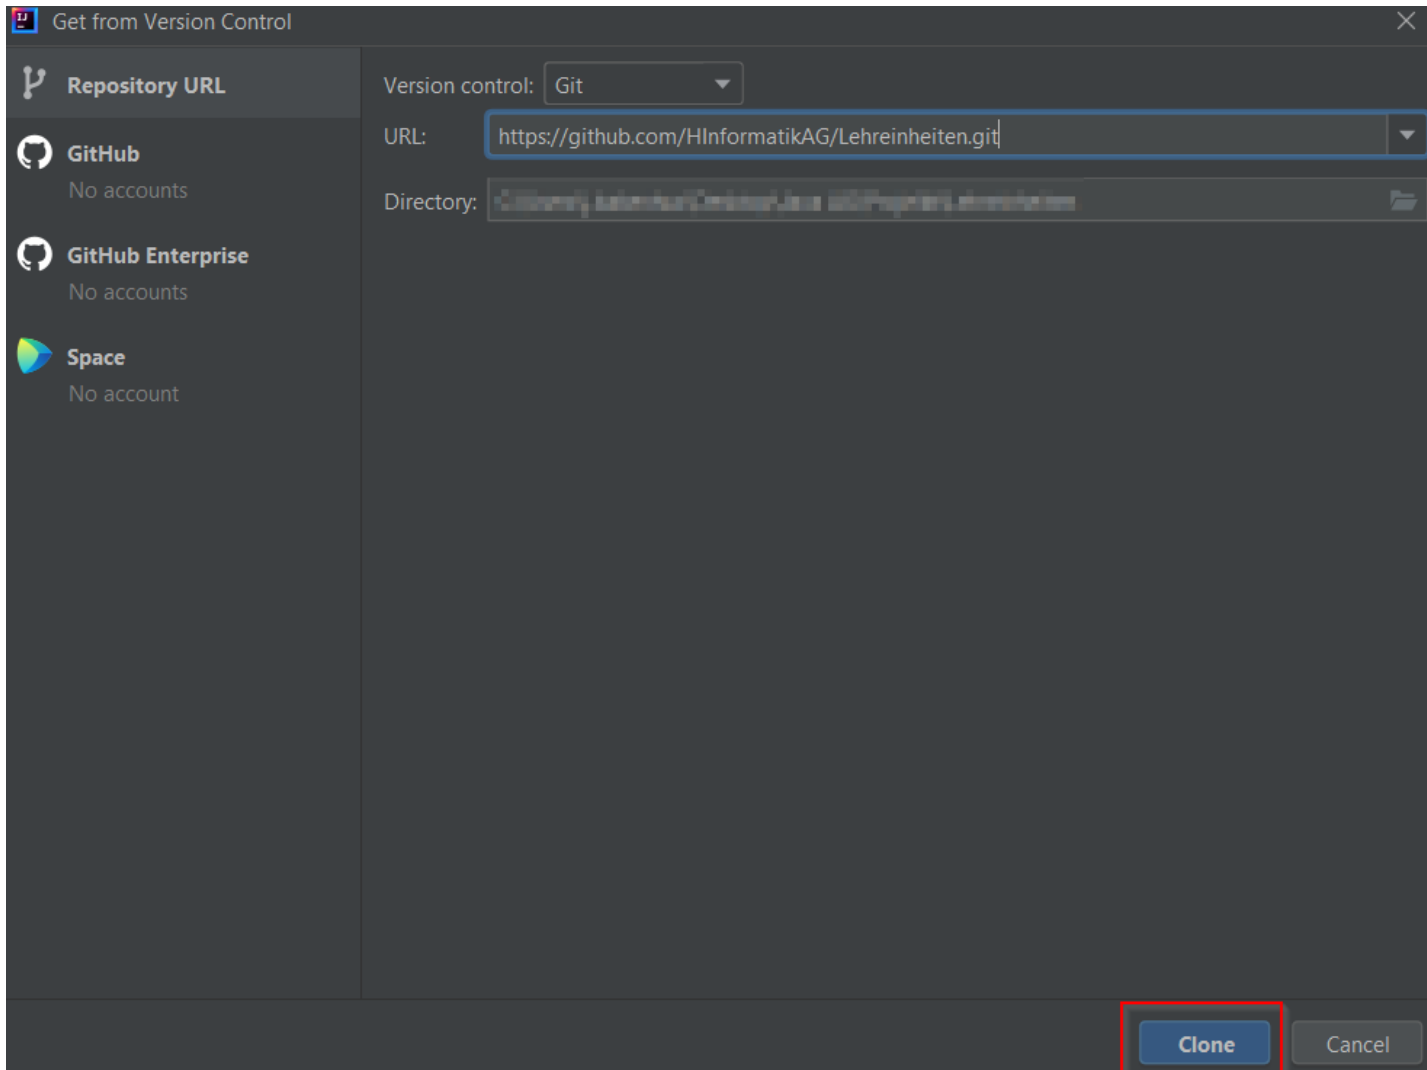 Get from Version Control
Repository URL
GitHub
No accounts
GitHub Enterprise
No accounts
Space
No account
Version control: Git
URL: https://github.com/HInformatikAG/Lehreinheiten.git
Directory:
Clone Cancel